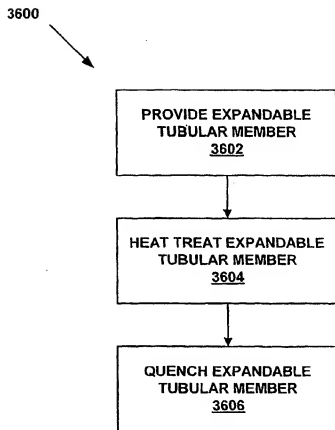 3600
PROVIDE EXPANDABLE
TUBULAR MEMBER
3602
HEAT TREAT EXPANDABLE
TUBULAR MEMBER
3604
QUENCH EXPANDABLE
TUBULAR MEMBER
3606